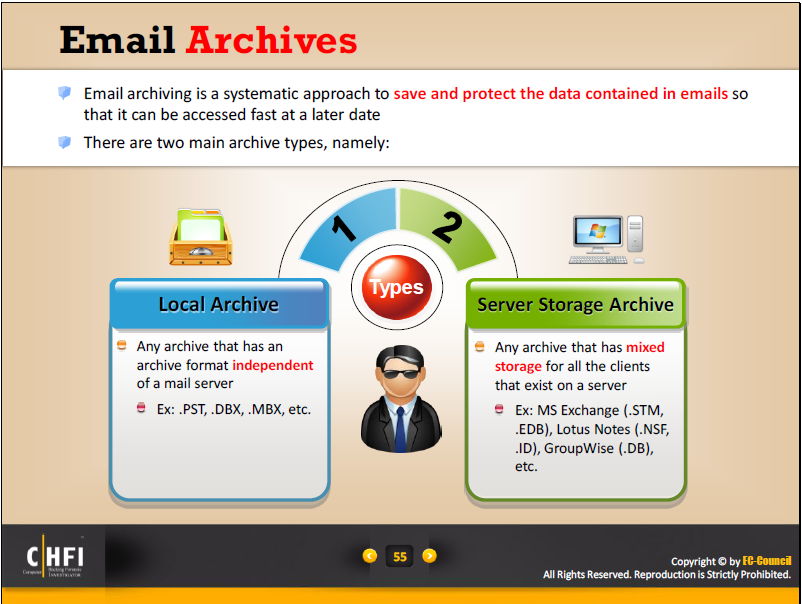 Email Archives
Email archiving is a systematic approach to save and protect the data contained in emails so
that it can be accessed fast at a later date
There are two main archive types, namely:
1
2
Types
Local Archive
Any archive that has an
archive format independent
of a mail server
Ex: .PST, .DBX, .MBX, etc.
Server Storage Archive
Any archive that has mixed
storage for all the clients
that exist on a server
Ex: MS Exchange (.STM,
.EDB), Lotus Notes (.NSF,
.ID), GroupWise (.DB),
etc.
CHFI
Computer Hacking Forensic
INVESTIGATOR
55
Copyright © by EC-Council
All Rights Reserved. Reproduction is Strictly Prohibited.